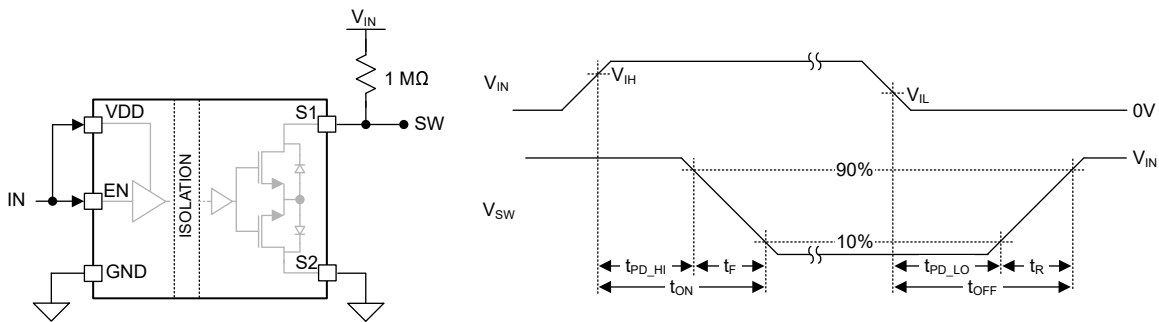 V_IN
1 MΩ
VDD
S1
SW
IN
EN
ISOLATION
GND
S2
V_IN
V_IH
V_IL
0V
V_SW
90%
V_IN
10%
t_PD_HI
t_F
t_PD_LO
t_R
t_ON
t_OFF